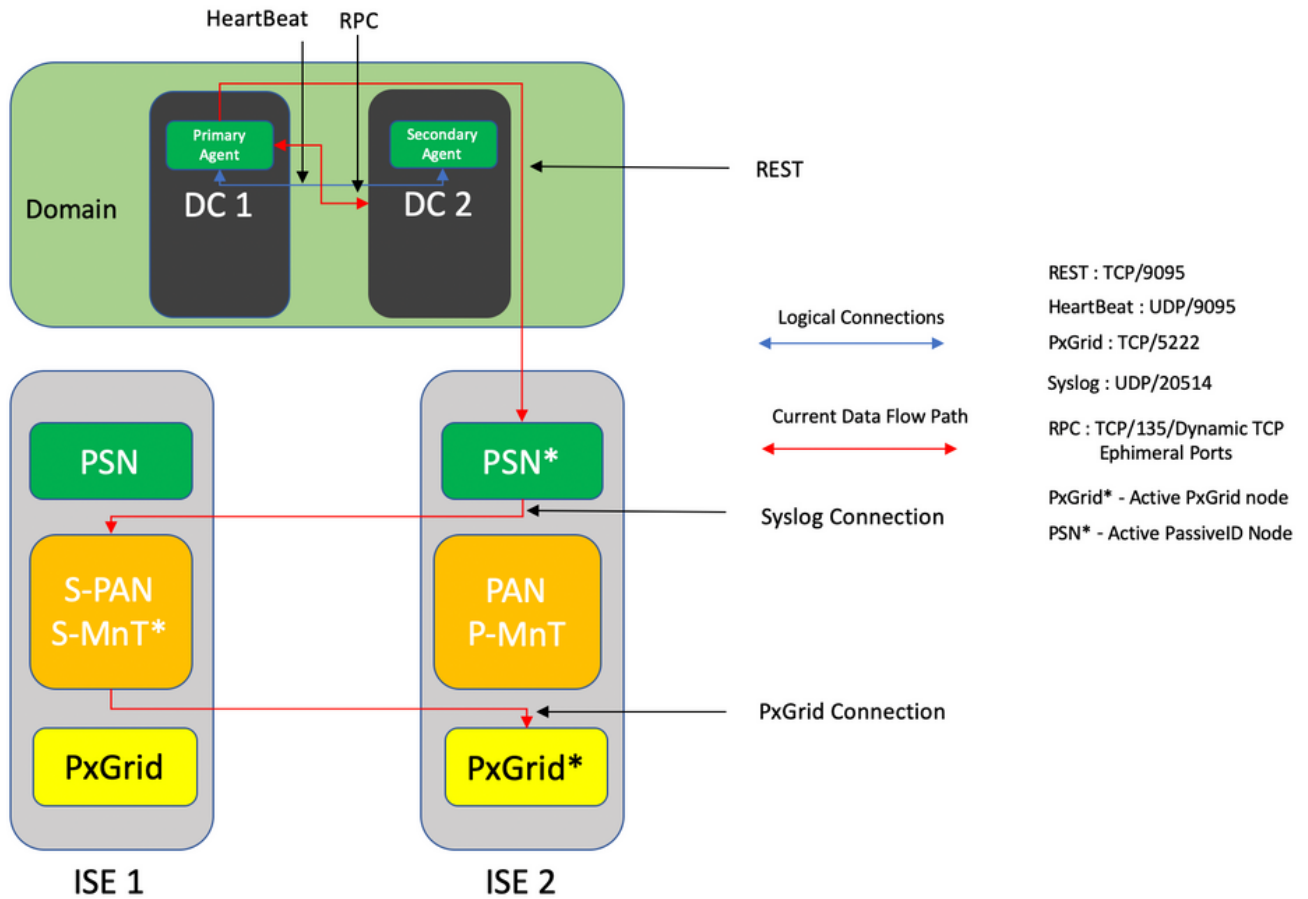 HeartBeat
RPC
Primary
Agent
DC 1
Secondary
Agent
DC 2
Domain
REST
Logical Connections
Current Data Flow Path
REST : TCP/9095
HeartBeat : UDP/9095
PxGrid : TCP/5222
Syslog : UDP/20514
RPC : TCP/135/Dynamic TCP
Ephimeral Ports
PxGrid* - Active PxGrid node
PSN* - Active PassiveID Node
PSN
PSN*
Syslog Connection
S-PAN
S-MnT*
PAN
P-MnT
PxGrid Connection
PxGrid
PxGrid*
ISE 1
ISE 2